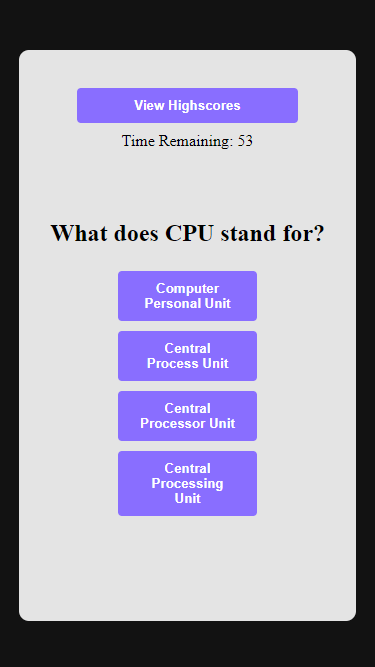 View Highscores
Time Remaining: 53
What does CPU stand for?
Computer
Personal Unit
Central
Process Unit
Central
Processor Unit
Central
Processing
Unit